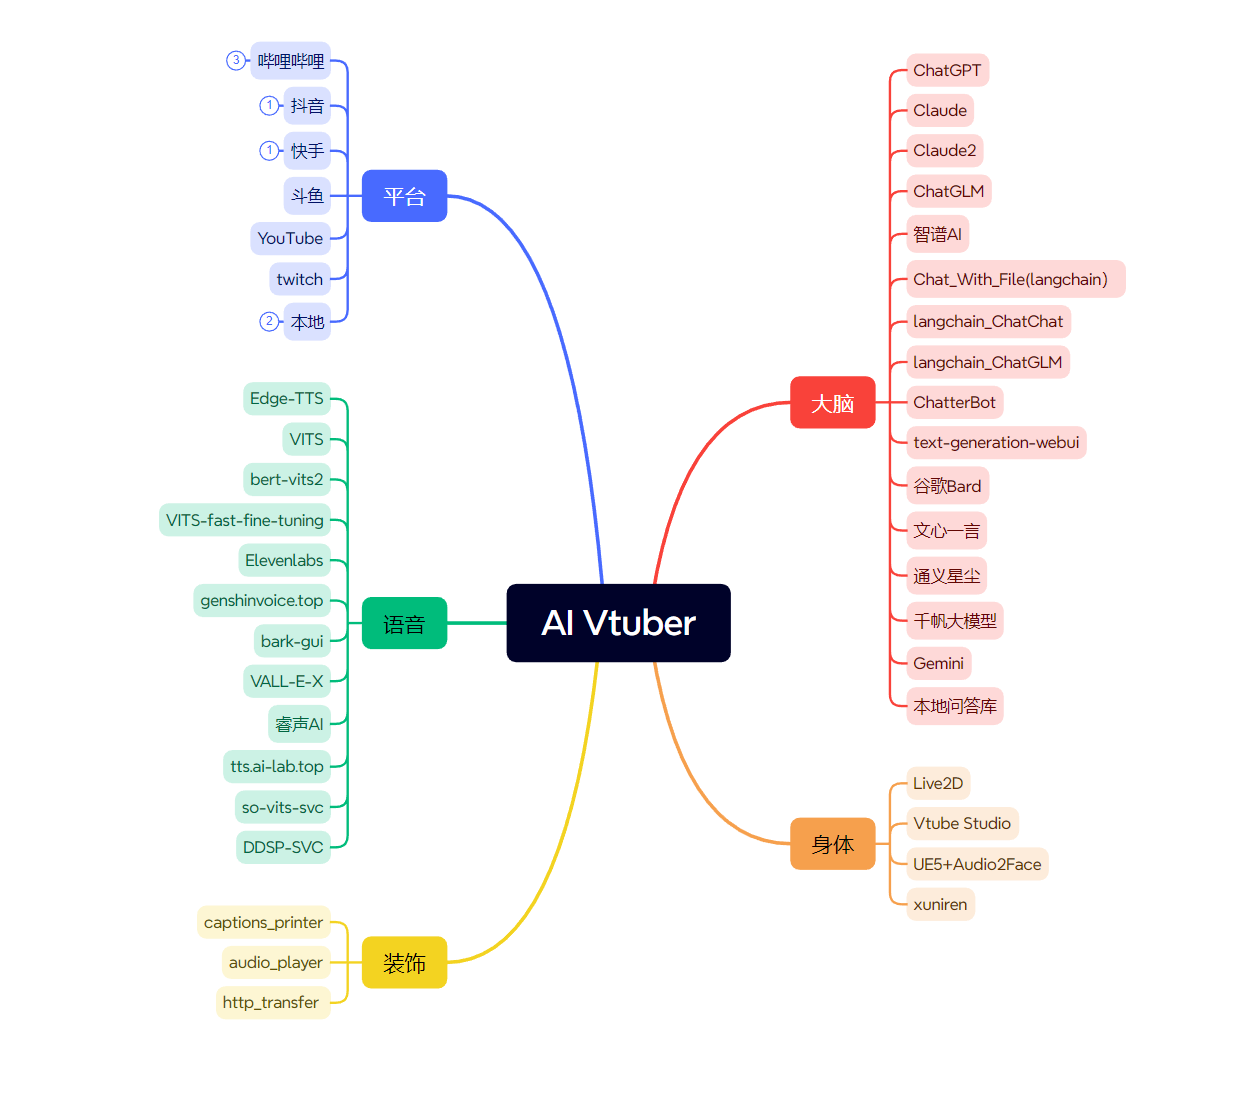 AI Vtuber
平台
3
哔哩哔哩
1
抖音
1
快手
斗鱼
YouTube
twitch
2
本地
语音
Edge-TTS
VITS
bert-vits2
VITS-fast-fine-tuning
Elevenlabs
genshinvoice.top
bark-gui
VALL-E-X
睿声AI
tts.ai-lab.top
so-vits-svc
DDSP-SVC
装饰
captions_printer
audio_player
http_transfer
大脑
ChatGPT
Claude
Claude2
ChatGLM
智谱AI
Chat_With_File(langchain）
langchain_ChatChat
langchain_ChatGLM
ChatterBot
text-generation-webui
谷歌Bard
文心一言
通义星尘
千帆大模型
Gemini
本地问答库
身体
Live2D
Vtube Studio
UE5+Audio2Face
xuniren